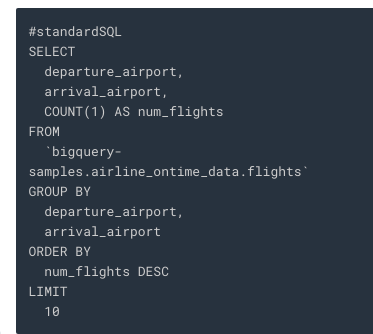 #standardSQL
SELECT
  departure_airport,
  arrival_airport,
  COUNT(1) AS num_flights
FROM
  `bigquery-
samples.airline_ontime_data.flights`
GROUP BY
  departure_airport,
  arrival_airport
ORDER BY
  num_flights DESC
LIMIT
  10